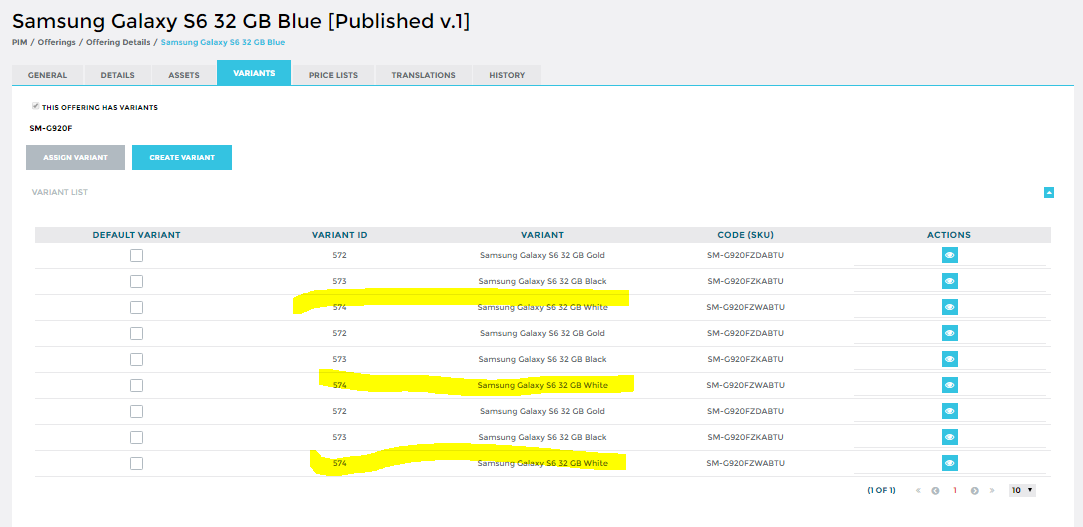 Samsung Galaxy S6 32 GB Blue [Published v.1]
PIM / Offerings / Offering Details / Samsung Galaxy S6 32 GB Blue
GENERAL DETAILS ASSETS VARIANTS PRICE LISTS TRANSLATIONS HISTORY
THIS OFFERING HAS VARIANTS
SM-G920F
ASSIGN VARIANT CREATE VARIANT
VARIANT LIST
DEFAULT VARIANT VARIANT ID VARIANT CODE (SKU) ACTIONS
572 Samsung Galaxy S6 32 GB Gold SM-G920FZDABTU
573 Samsung Galaxy S6 32 GB Black SM-G920FZKABTU
574 Samsung Galaxy S6 32 GB White SM-G920FZWABTU
572 Samsung Galaxy S6 32 GB Gold SM-G920FZDABTU
573 Samsung Galaxy S6 32 GB Black SM-G920FZKABTU
574 Samsung Galaxy S6 32 GB White SM-G920FZWABTU
572 Samsung Galaxy S6 32 GB Gold SM-G920FZDABTU
573 Samsung Galaxy S6 32 GB Black SM-G920FZKABTU
574 Samsung Galaxy S6 32 GB White SM-G920FZWABTU
(1 OF 1) « 1 » 10